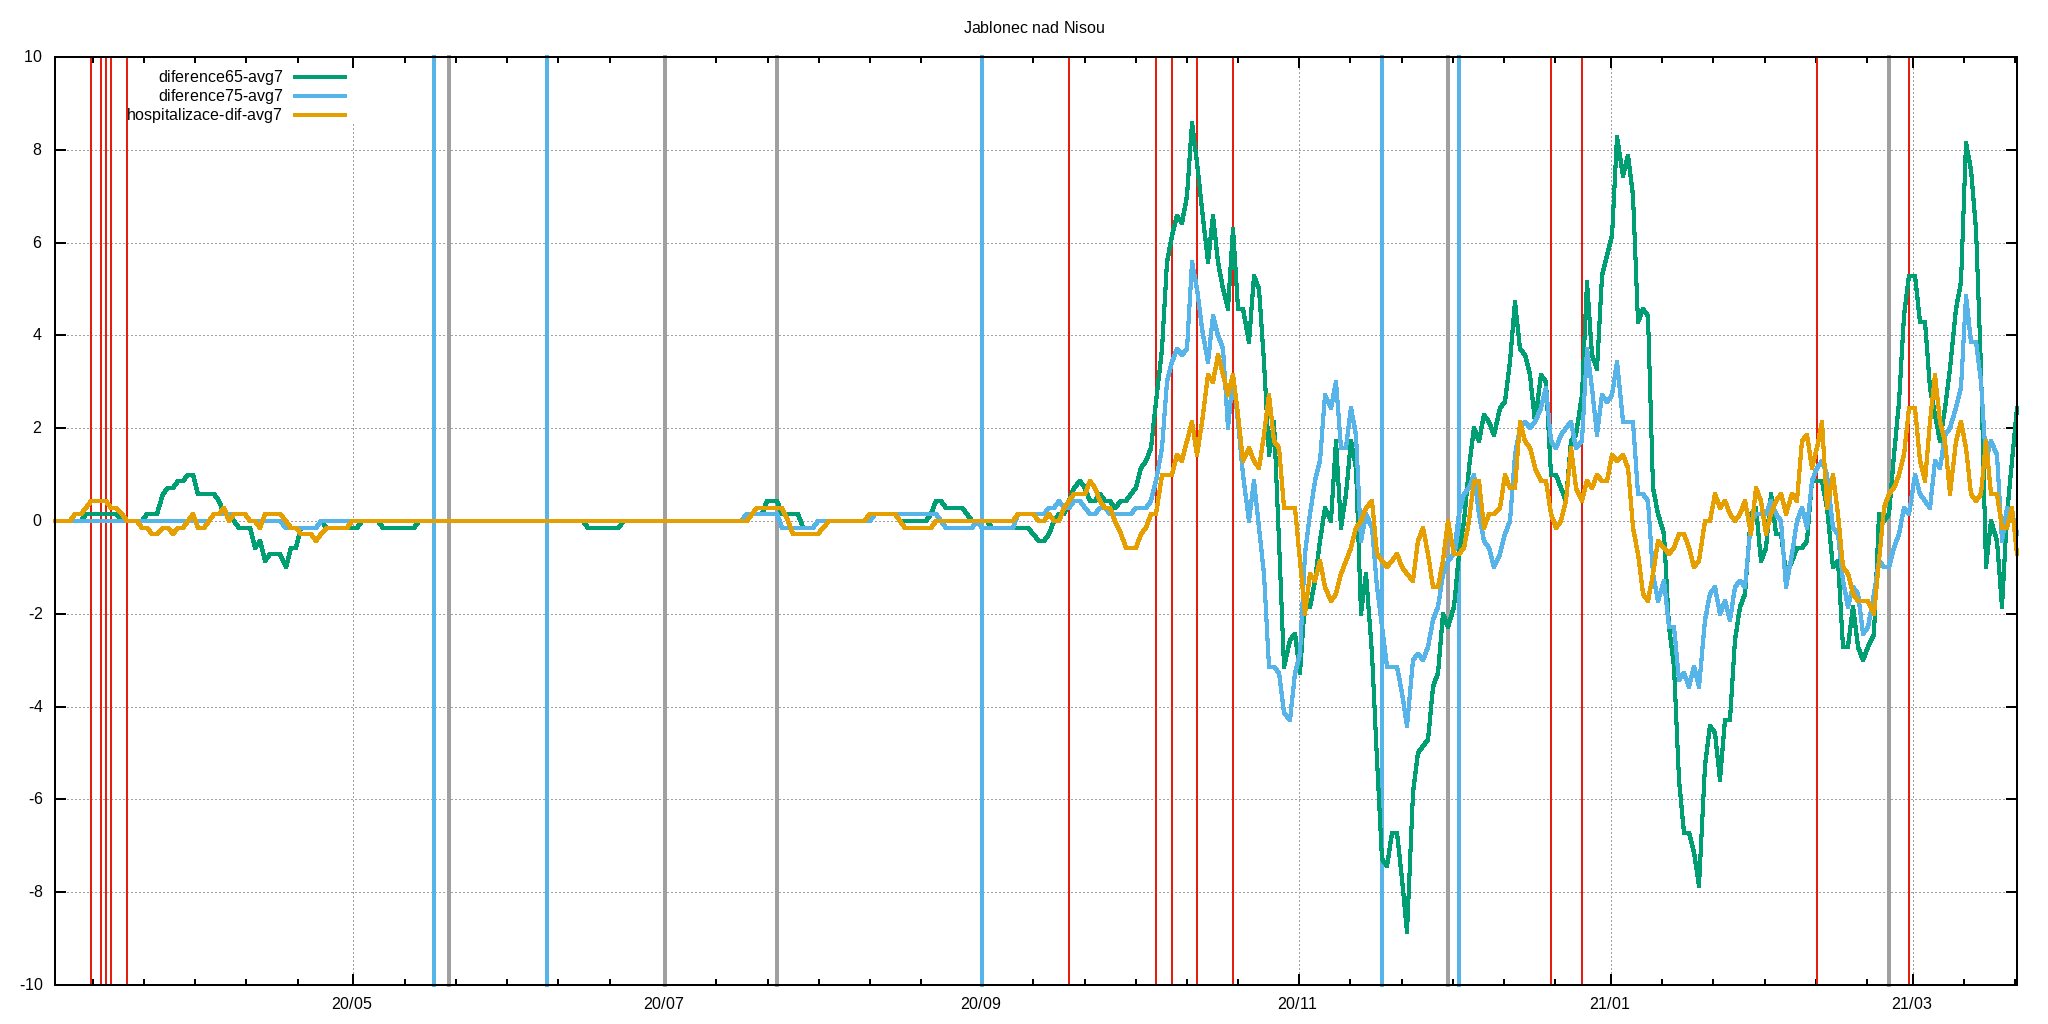 Jablonec nad Nisou
diference65-avg7
diference75-avg7
hospitalizace-dif-avg7
10
8
6
4
2
0
-2
-4
-6
-8
-10
20/05 20/07 20/09 20/11 21/01 21/03